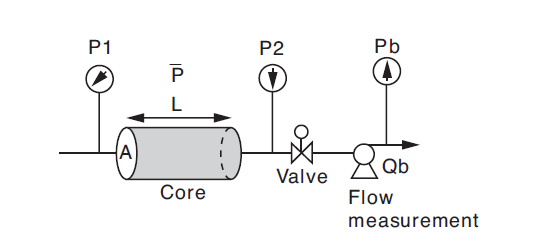 P1
P2
Pb
P̅
L
A
Core
Valve
Qb
Flow
measurement